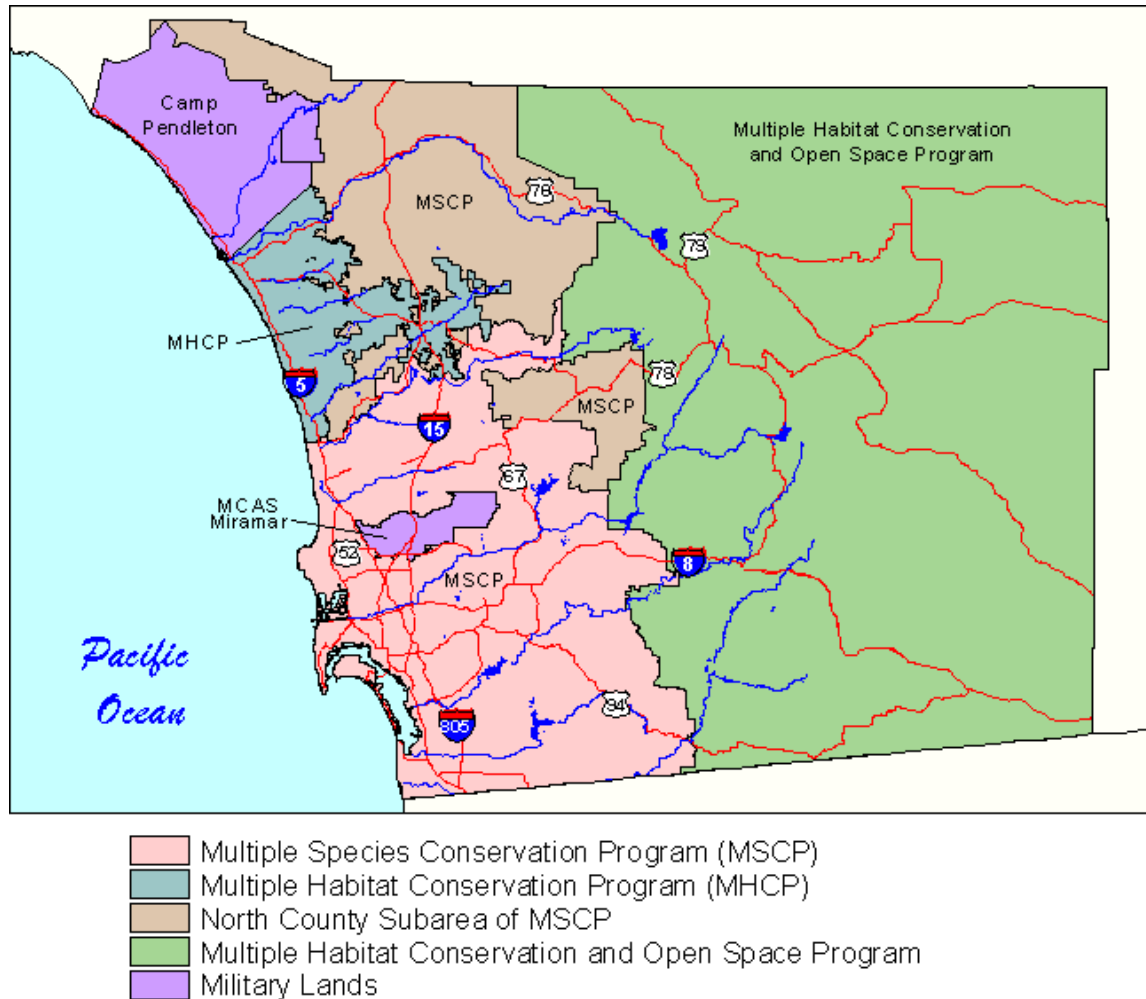 Camp
Pendleton
Multiple Habitat Conservation
and Open Space Program
MSCP
76
79
MHCP
5
78
MSCP
15
67
MCAS
Miramar
52
MSCP
8
Pacific
Ocean
94
805
Multiple Species Conservation Program (MSCP)
Multiple Habitat Conservation Program (MHCP)
North County Subarea of MSCP
Multiple Habitat Conservation and Open Space Program
Military Lands